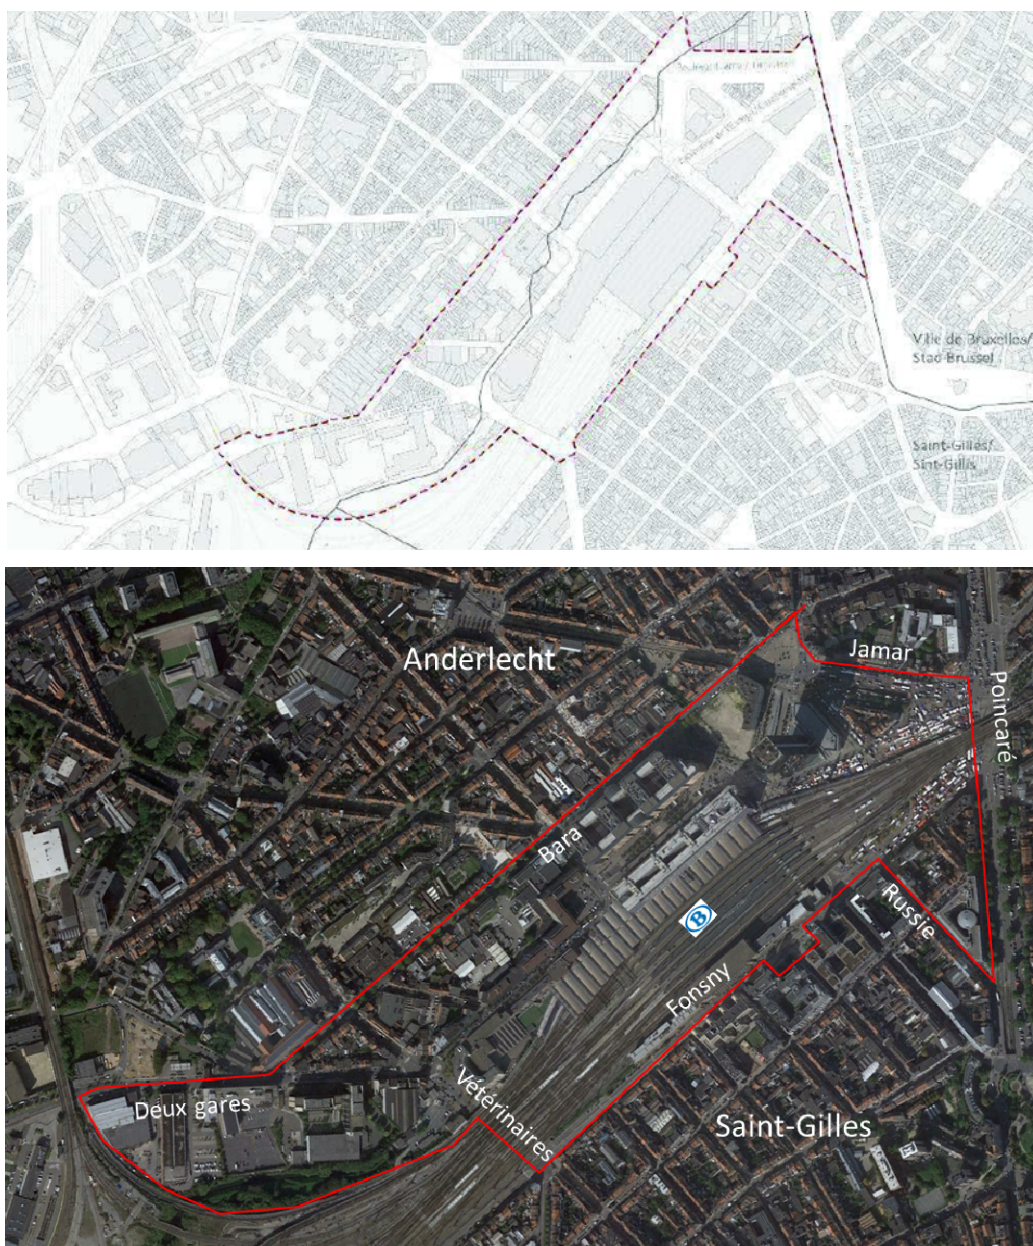 Ville de Bruxelles/
Stad Brussel
Saint-Gilles/
Sint-Gillis
Anderlecht
Jamar
Poincaré
Bara
Russie
B
Fonsny
Deux gares
Vétérinaires
Saint-Gilles